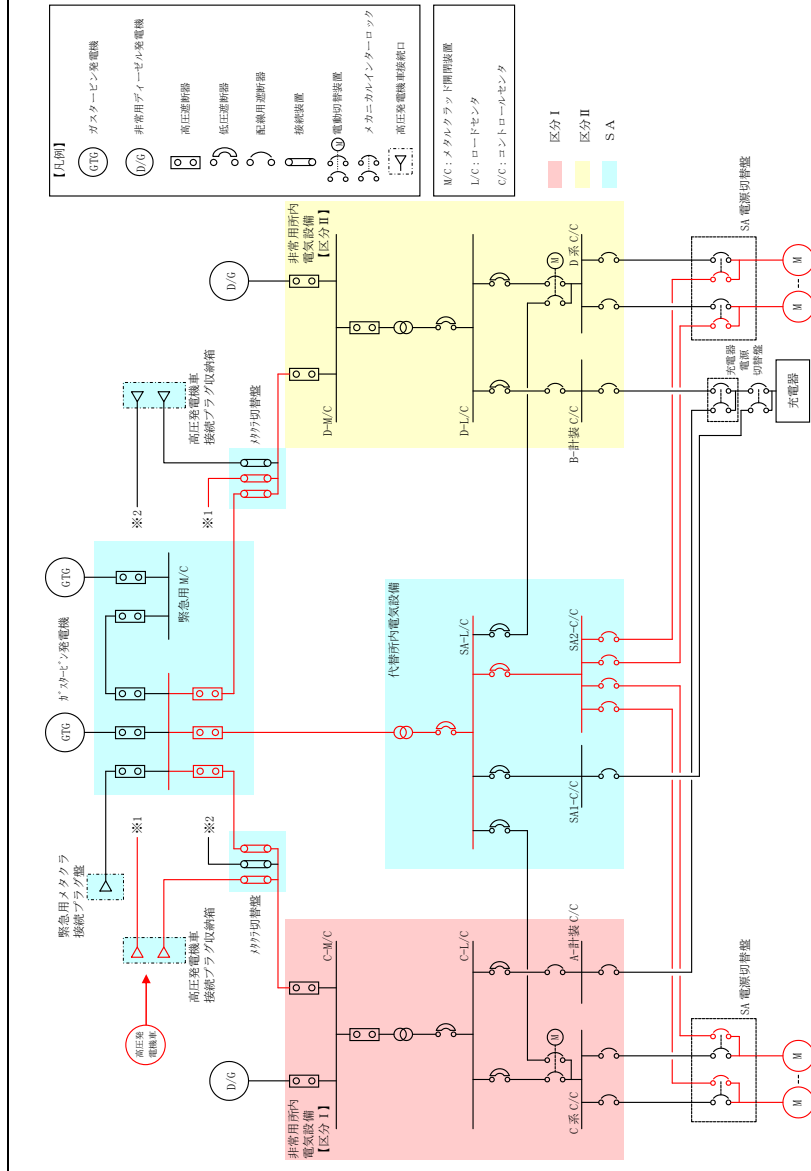 【凡例】
GTG
ガスタービン発電機
D/G
非常用ディーゼル発電機
高圧遮断器
低圧遮断器
配線用遮断器
接続装置
M
電動切替装置
メカニカルインターロック
高圧発電機車接続口
M/C：メタルクラッド開閉装置
L/C：ロードセンタ
C/C：コントロールセンタ
区分Ⅰ
区分Ⅱ
ＳＡ
緊急用メタクラ
接続プラグ盤
GTG
ｶﾞｽﾀｰﾋﾞﾝ発電機
GTG
緊急用 M/C
高圧発
電機車
高圧発電機車
接続プラグ収納箱
※1
※2
ﾒﾀｸﾗ切替盤
高圧発電機車
接続プラグ収納箱
※2
※1
ﾒﾀｸﾗ切替盤
D/G
非常用所内
電気設備
【区分Ⅰ】
C-M/C
C-L/C
M
C 系 C/C
A-計装 C/C
代替所内電気設備
SA-L/C
SA1-C/C
SA2-C/C
D/G
非常用所内
電気設備
【区分Ⅱ】
D-M/C
D-L/C
M
B-計装 C/C
D 系 C/C
SA 電源切替盤
M
M
充電器
電源
切替盤
充電器
SA 電源切替盤
M
M